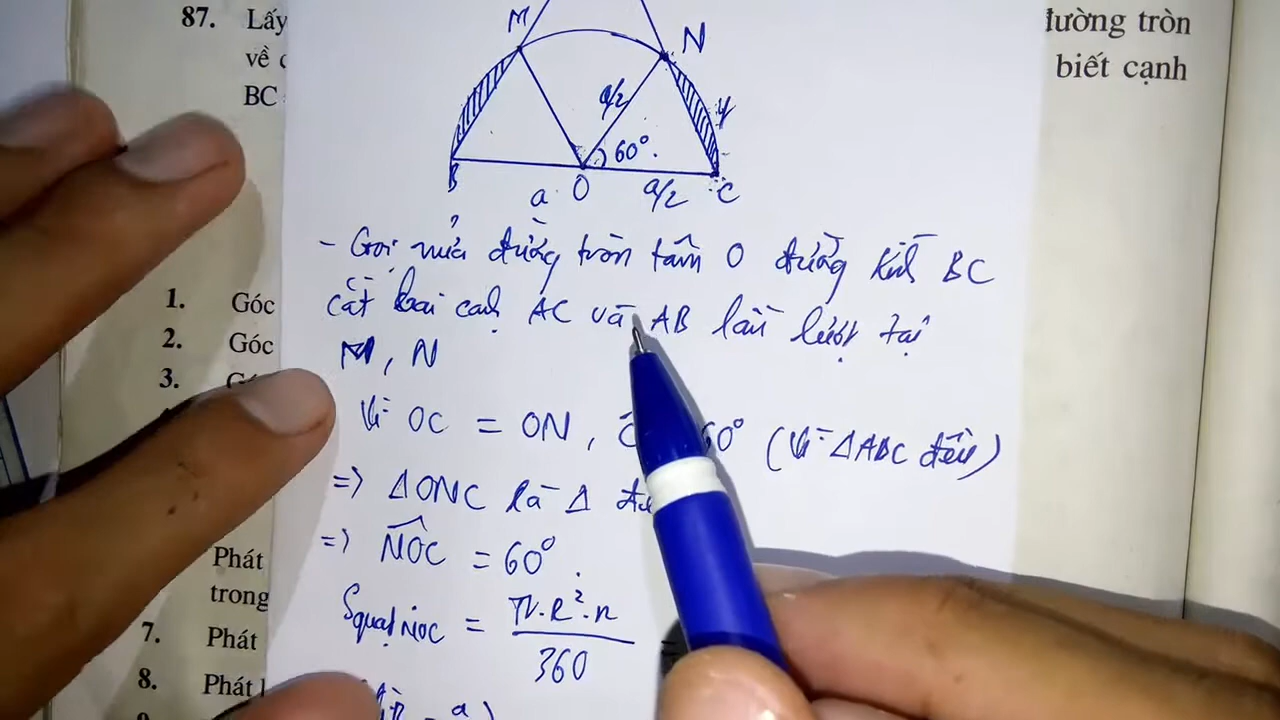 87. Lấy
về
BC
đường tròn
biết cạnh
M
N
a/2
60°.
B
a
O
a/2
C
- Gọi nửa đường tròn tâm O đường kính BC
cắt hai cạnh AC và AB lần lượt tại
M, N
Vì OC = ON, 60° (Vì ΔABC đều)
=> ΔONC là Δ
=> NOC = 60°.
Squạt NOC = π.R².n / 360
a
1. Góc
2. Góc
3.
Phát
trong
7. Phát
8. Phát